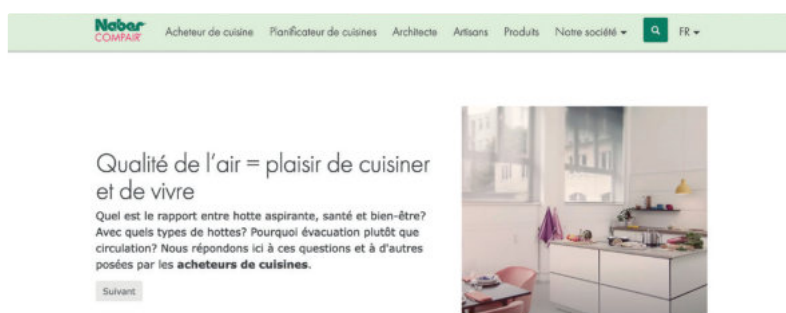 Naber
COMPAIR
Acheteur de cuisine Planificateur de cuisines Architecte Artisans Produits Notre société FR
Qualité de l'air = plaisir de cuisiner
et de vivre
Quel est le rapport entre hotte aspirante, santé et bien-être?
Avec quels types de hottes? Pourquoi évacuation plutôt que
circulation? Nous répondons ici à ces questions et à d'autres
posées par les acheteurs de cuisines.
Suivant